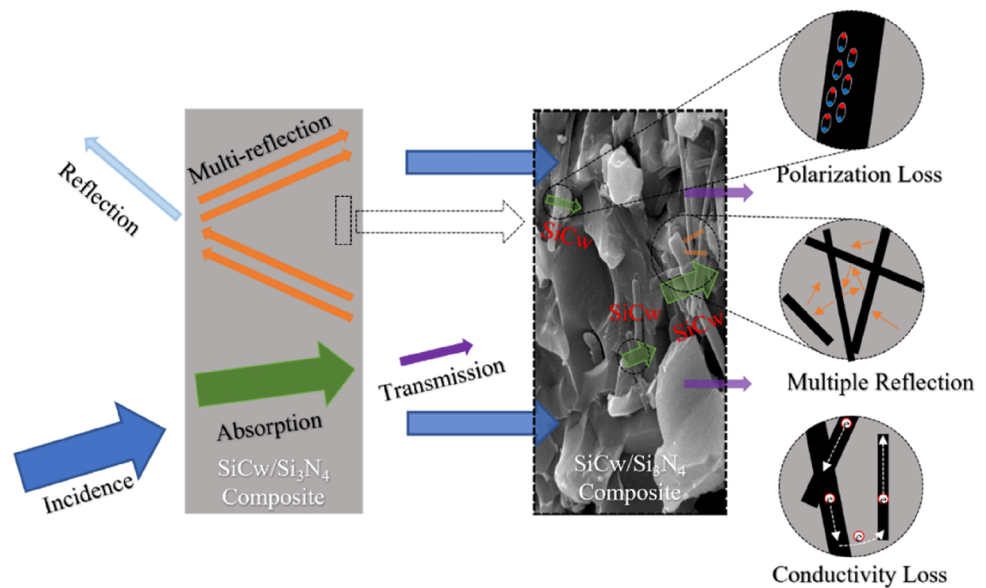 Reflection
Multi-reflection
Absorption
SiCw/Si₃N₄
Composite
Incidence
Transmission
SiCw
SiCw
SiCw
SiCw/Si₃N₄
Composite
Polarization Loss
Multiple Reflection
Conductivity Loss